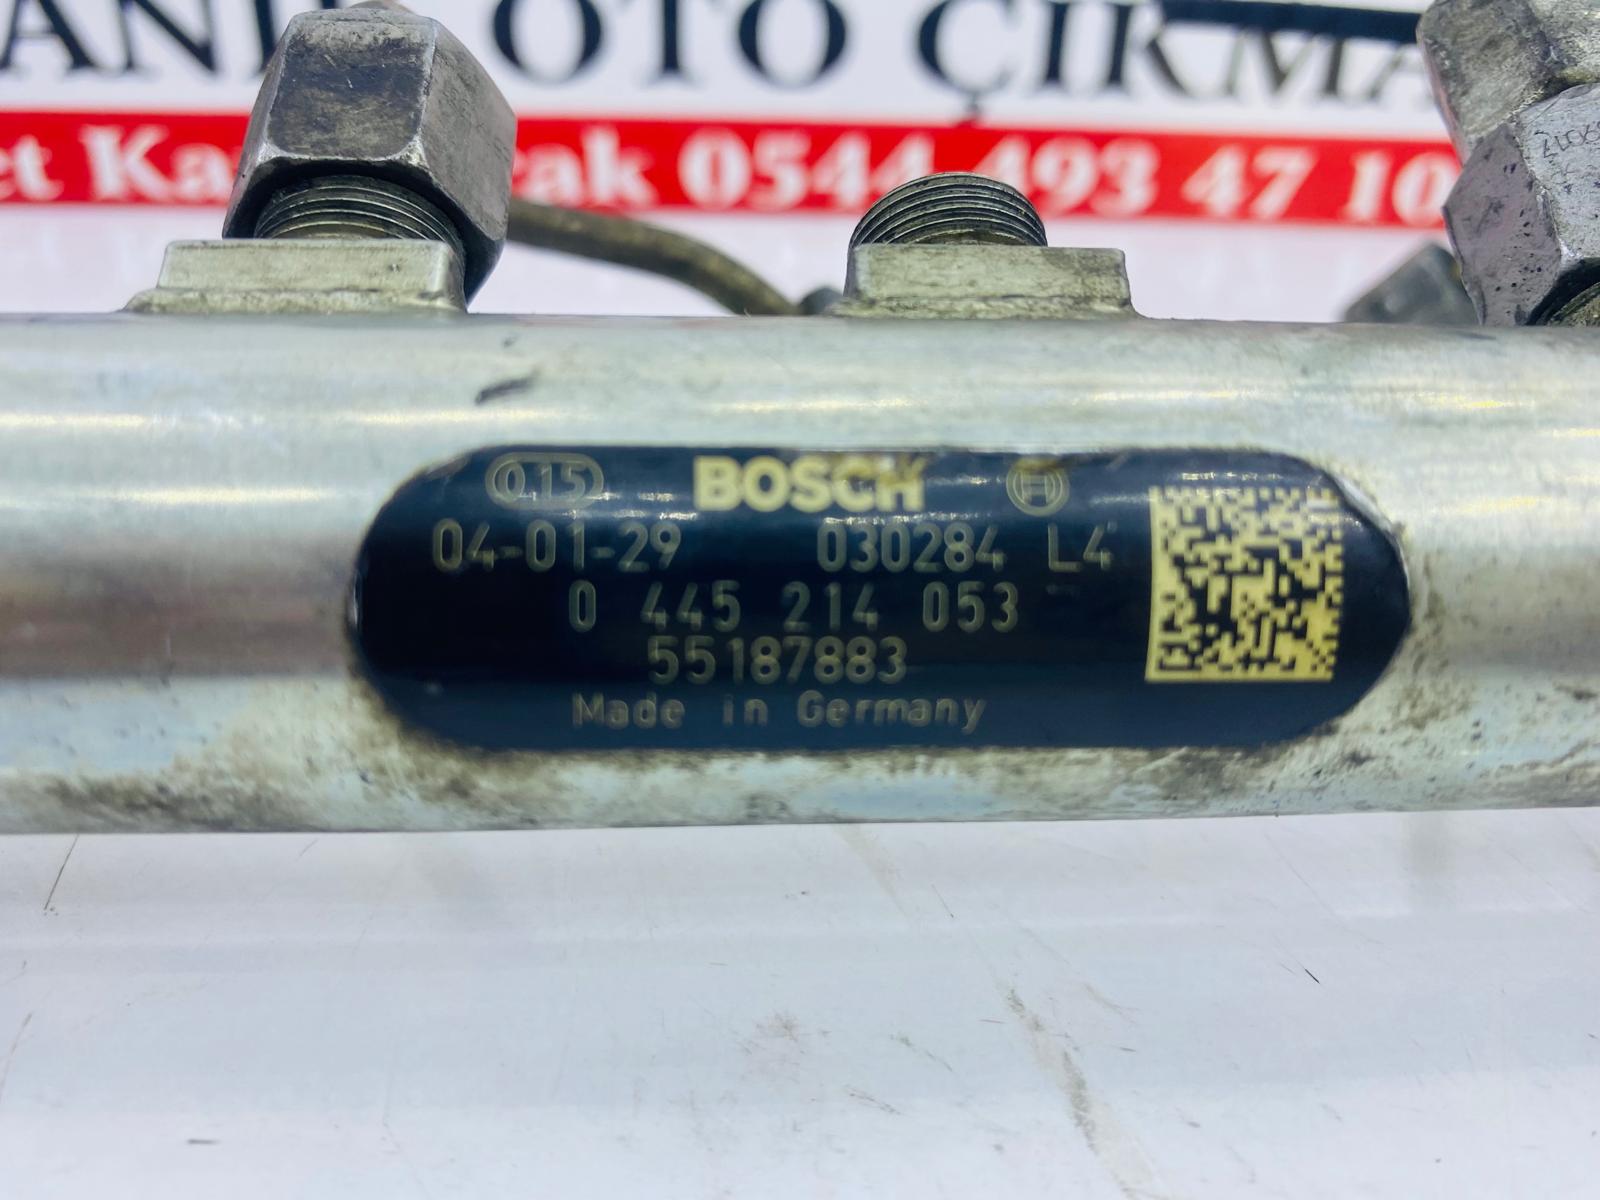 OTO ÇIKMA
0544 493 47 10
0.15 BOSCH
04-01-29 030284 L4
0 445 214 053
55187883
Made in Germany